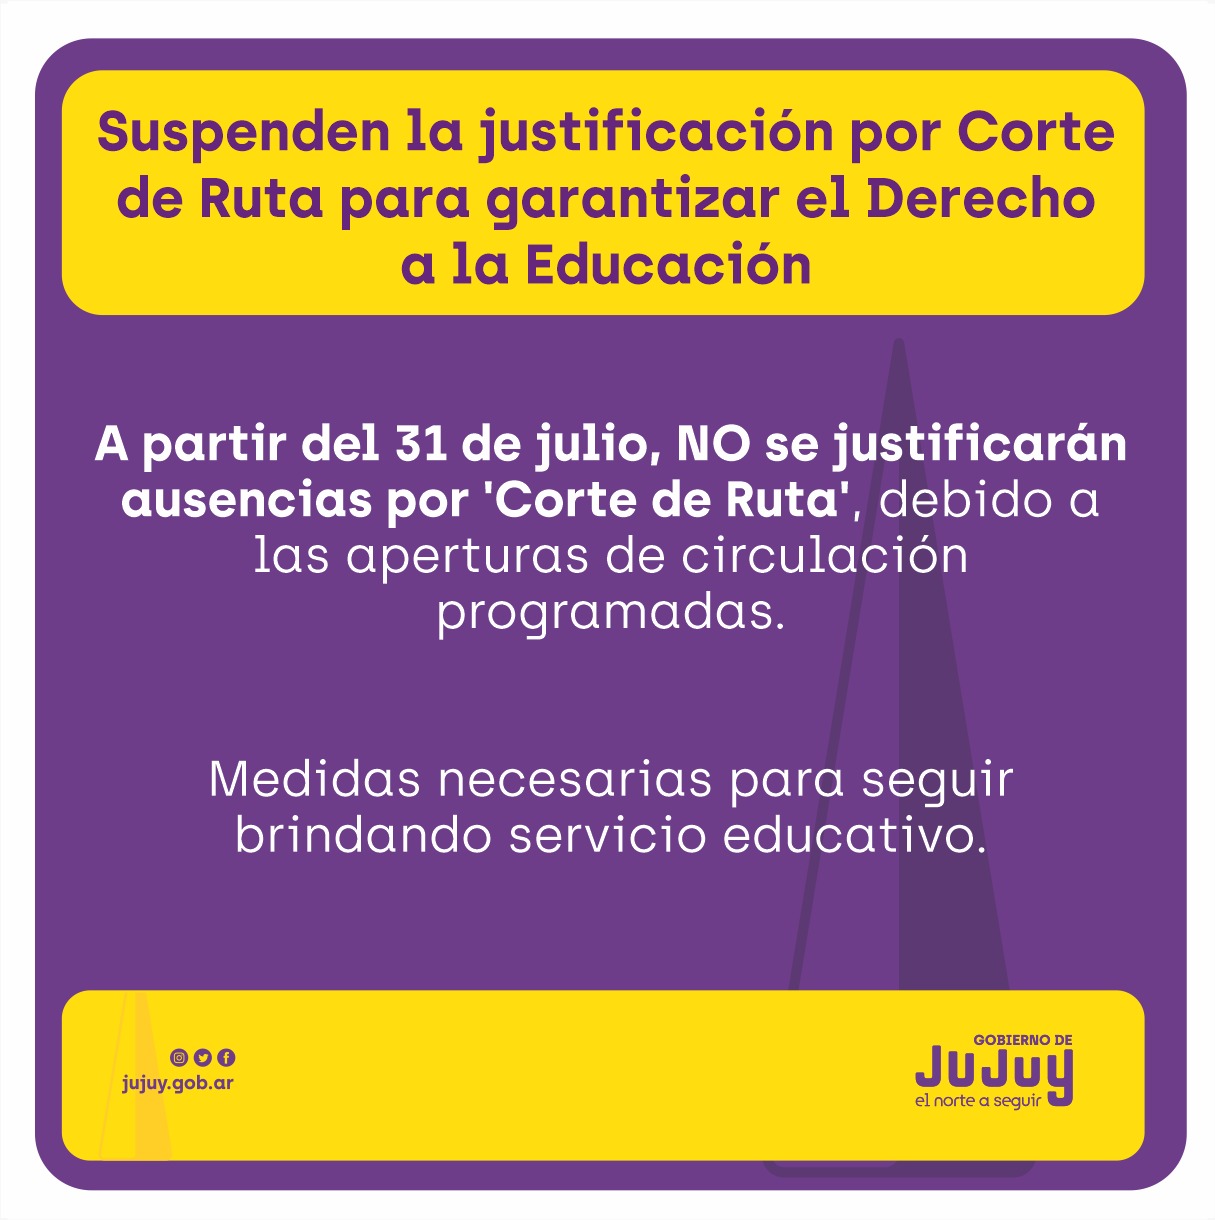 Suspenden la justificación por Corte
de Ruta para garantizar el Derecho
a la Educación
A partir del 31 de julio, NO se justificarán
ausencias por 'Corte de Ruta', debido a
las aperturas de circulación
programadas.
Medidas necesarias para seguir
brindando servicio educativo.
jujuy.gob.ar
GOBIERNO DE
JuJuy
el norte a seguir